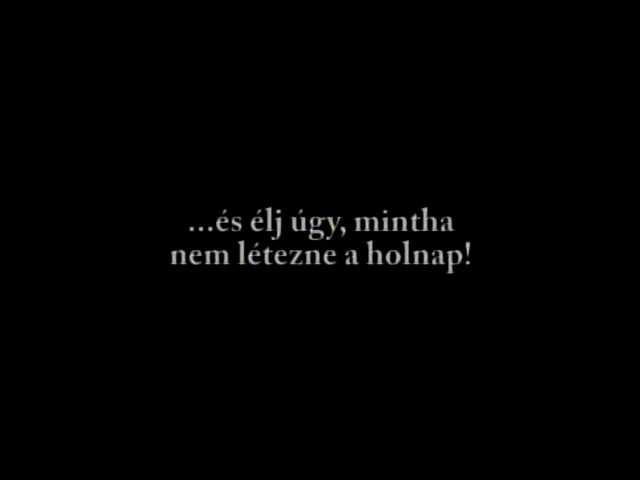 ...és élj úgy, mintha
nem létezne a holnap!